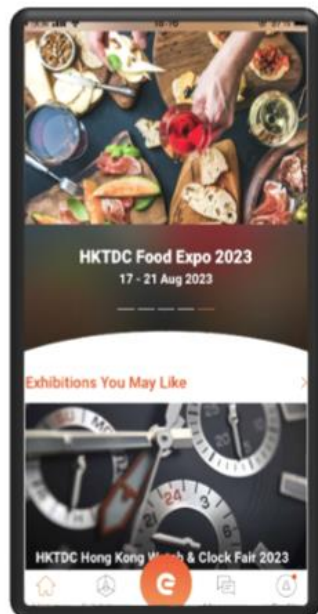 HKTDC Food Expo 2023
17 - 21 Aug 2023
Exhibitions You May Like
24
HKTDC Hong Kong Watch & Clock Fair 2023
e